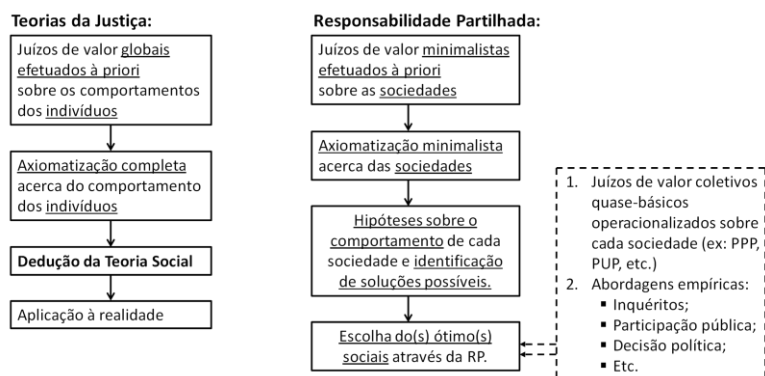 Teorias da Justiça:
Juízos de valor globais
efetuados à priori
sobre os comportamentos
dos indivíduos
Axiomatização completa
acerca do comportamento
dos indivíduos
Dedução da Teoria Social
Aplicação à realidade
Responsabilidade Partilhada:
Juízos de valor minimalistas
efetuados à priori
sobre as sociedades
Axiomatização minimalista
acerca das sociedades
Hipóteses sobre o
comportamento de cada
sociedade e identificação
de soluções possíveis.
Escolha do(s) ótimo(s)
sociais através da RP.
1. Juízos de valor coletivos
quase-básicos
operacionalizados sobre
cada sociedade (ex: PPP,
PUP, etc.)
2. Abordagens empíricas:
▪ Inquéritos;
▪ Participação pública;
▪ Decisão política;
▪ Etc.